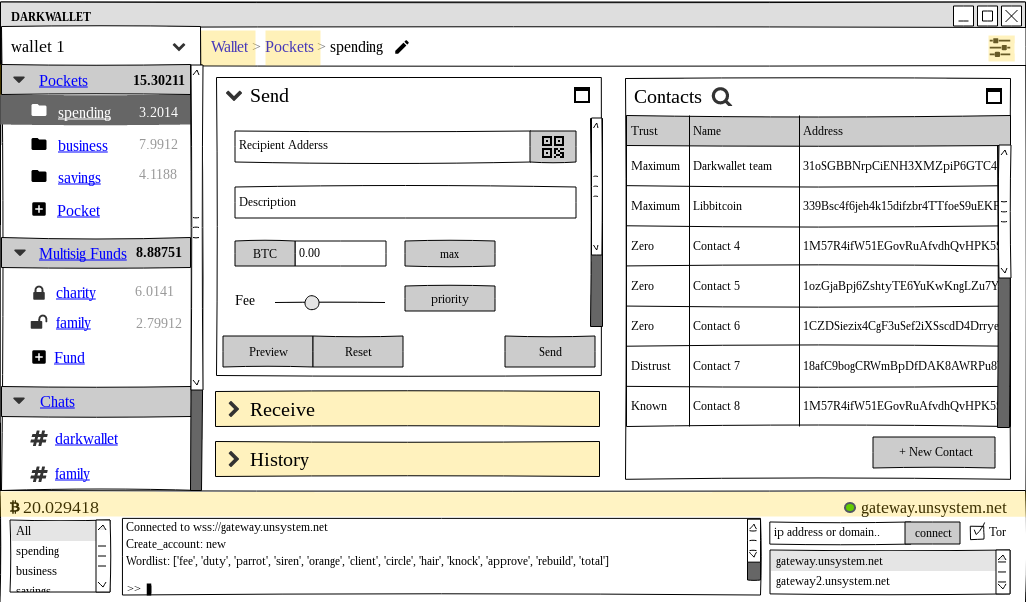 DARKWALLET
wallet 1
Wallet > Pockets > spending
Pockets 15.30211
spending 3.2014
business 7.9912
savings 4.1188
Pocket
Multisig Funds 8.88751
charity 6.0141
family 2.79912
Fund
Chats
# darkwallet
# family
Send
Recipient Adderss
Description
BTC 0.00 max
Fee priority
Preview Reset Send
Receive
History
Contacts
Trust Name Address
Maximum Darkwallet team 31oSGBBNrpCiENH3XMZpiP6GTC4
Maximum Libbitcoin 339Bsc4f6jeh4k15difzbr4TTfoeS9uEKF
Zero Contact 4 1M57R4ifW51EGovRuAfvdhQvHPK5
Zero Contact 5 1ozGjaBpj6ZshtyTE6YuKwKngLZu7Y
Zero Contact 6 1CZDSiezix4CgF3uSef2iXSscdD4Drrye
Distrust Contact 7 18afC9bogCRWmBpDfDAK8AWRPu8
Known Contact 8 1M57R4ifW51EGovRuAfvdhQvHPK5
+ New Contact
₿ 20.029418
gateway.unsystem.net
All
spending
business
savings
Connected to wss://gateway.unsystem.net
Create_account: new
Wordlist: ['fee', 'duty', 'parrot', 'siren', 'orange', 'client', 'circle', 'hair', 'knock', 'approve', 'rebuild', 'total']
>>
ip address or domain.. connect Tor
gateway.unsystem.net
gateway2.unsystem.net